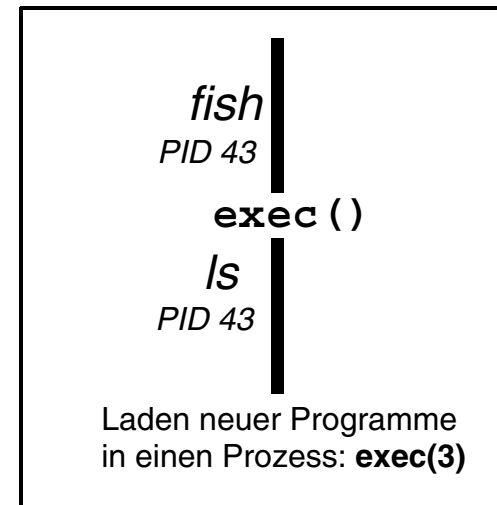 fish
PID 43
exec()
ls
PID 43
Laden neuer Programme
in einen Prozess: exec(3)